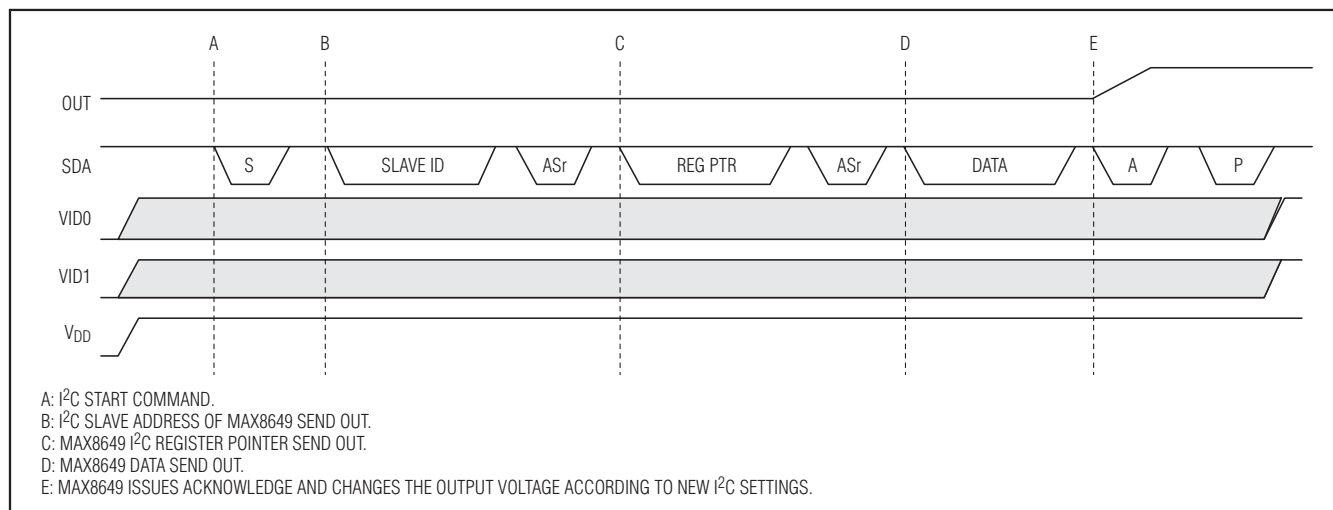 A B C D E
OUT
SDA S SLAVE ID ASr REG PTR ASr DATA A P
VID0
VID1
VDD
A: I2C START COMMAND.
B: I2C SLAVE ADDRESS OF MAX8649 SEND OUT.
C: MAX8649 I2C REGISTER POINTER SEND OUT.
D: MAX8649 DATA SEND OUT.
E: MAX8649 ISSUES ACKNOWLEDGE AND CHANGES THE OUTPUT VOLTAGE ACCORDING TO NEW I2C SETTINGS.